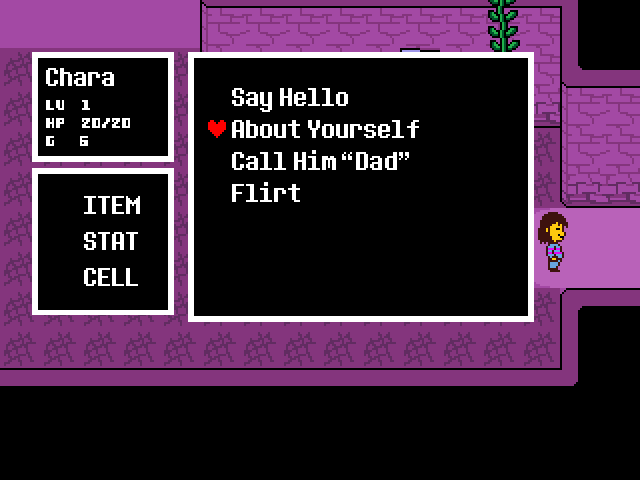 Chara
LV 1
HP 20/20
G 6
ITEM
STAT
CELL
Say Hello
About Yourself
Call Him “Dad”
Flirt